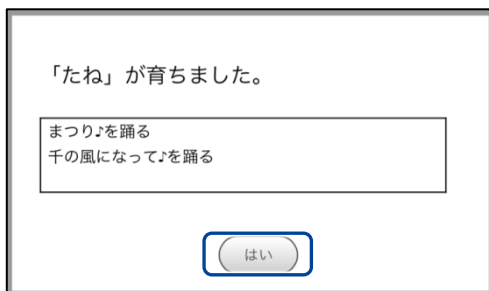 「たね」が育ちました。
まつり♪を踊る
千の風になって♪を踊る
はい